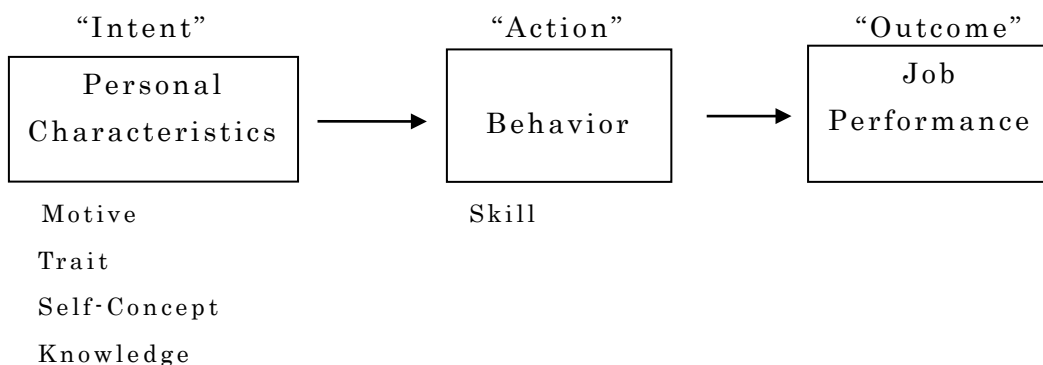 “Intent”
“Action”
“Outcome”
Personal
Characteristics
Behavior
Job
Performance
Motive
Skill
Trait
Self-Concept
Knowledge